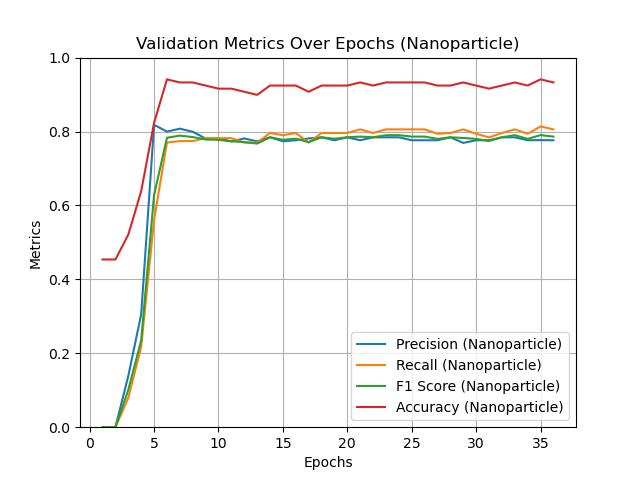 Validation Metrics Over Epochs (Nanoparticle)
1.0
0.8
0.6
0.4
0.2
0.0
Metrics
0 5 10 15 20 25 30 35
Epochs
Precision (Nanoparticle)
Recall (Nanoparticle)
F1 Score (Nanoparticle)
Accuracy (Nanoparticle)